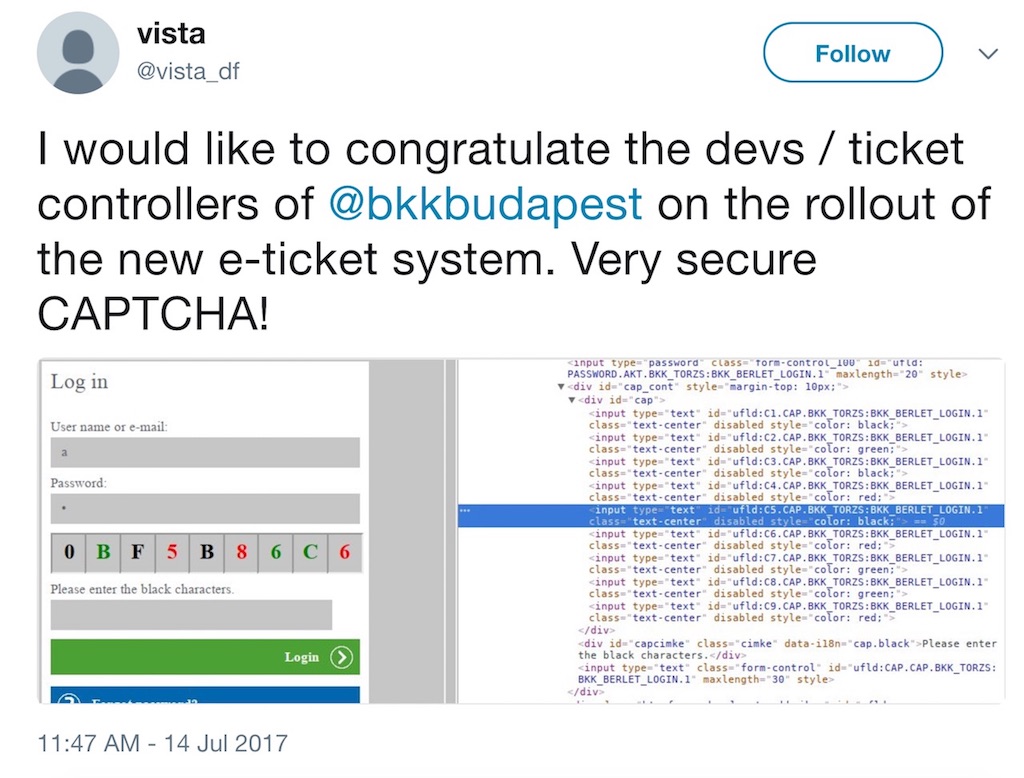 vista
@vista_df
Follow
I would like to congratulate the devs / ticket
controllers of @bkkbudapest on the rollout of
the new e-ticket system. Very secure
CAPTCHA!
Log in
User name or e-mail:
a
Password:
•
0 B F 5 B 8 6 C 6
Please enter the black characters.
Login
Forgot password?
<input type="password" class="form-control_100" id="ufld:
PASSWORD.AKT.BKK_TORZS:BKK_BERLET_LOGIN.1" maxlength="20" style>
▼<div id="cap_cont" style="margin-top: 10px;">
▼<div id="cap">
<input type="text" id="ufld:C1.CAP.BKK_TORZS:BKK_BERLET_LOGIN.1"
class="text-center" disabled style="color: black;">
<input type="text" id="ufld:C2.CAP.BKK_TORZS:BKK_BERLET_LOGIN.1"
class="text-center" disabled style="color: green;">
<input type="text" id="ufld:C3.CAP.BKK_TORZS:BKK_BERLET_LOGIN.1"
class="text-center" disabled style="color: black;">
<input type="text" id="ufld:C4.CAP.BKK_TORZS:BKK_BERLET_LOGIN.1"
class="text-center" disabled style="color: red;">
<input type="text" id="ufld:C5.CAP.BKK_TORZS:BKK_BERLET_LOGIN.1"
class="text-center" disabled style="color: black;"> == $0
<input type="text" id="ufld:C6.CAP.BKK_TORZS:BKK_BERLET_LOGIN.1"
class="text-center" disabled style="color: red;">
<input type="text" id="ufld:C7.CAP.BKK_TORZS:BKK_BERLET_LOGIN.1"
class="text-center" disabled style="color: green;">
<input type="text" id="ufld:C8.CAP.BKK_TORZS:BKK_BERLET_LOGIN.1"
class="text-center" disabled style="color: green;">
<input type="text" id="ufld:C9.CAP.BKK_TORZS:BKK_BERLET_LOGIN.1"
class="text-center" disabled style="color: red;">
</div>
<div id="capcimke" class="cimke" data-i18n="cap.black">Please enter
the black characters.</div>
<input type="text" class="form-control" id="ufld:CAP.CAP.BKK_TORZS:
BKK_BERLET_LOGIN.1" maxlength="30" style>
</div>
11:47 AM - 14 Jul 2017